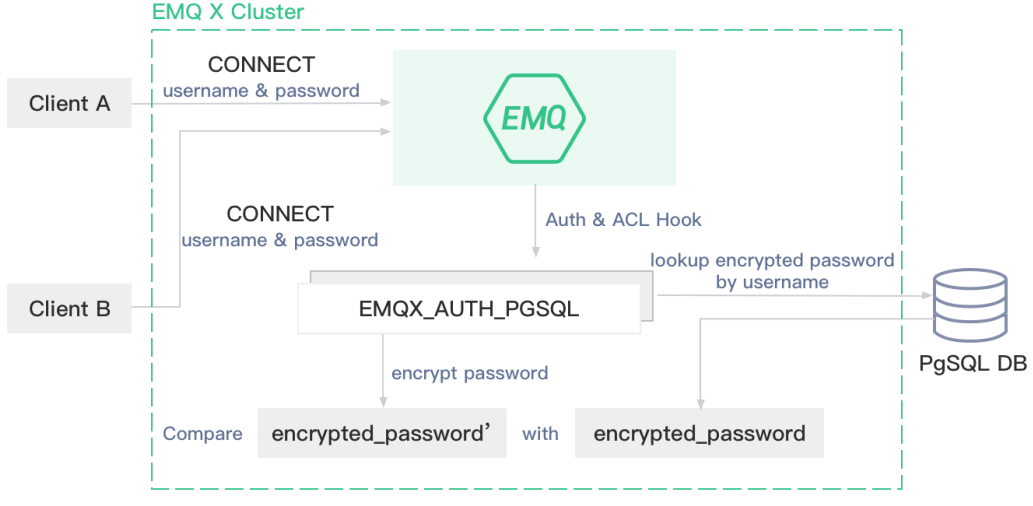 EMQ X Cluster
CONNECT
username & password
Client A
EMQ
CONNECT
username & password
Auth & ACL Hook
lookup encrypted password
by username
Client B
EMQX_AUTH_PGSQL
PgSQL DB
encrypt password
Compare
encrypted_password’
with
encrypted_password